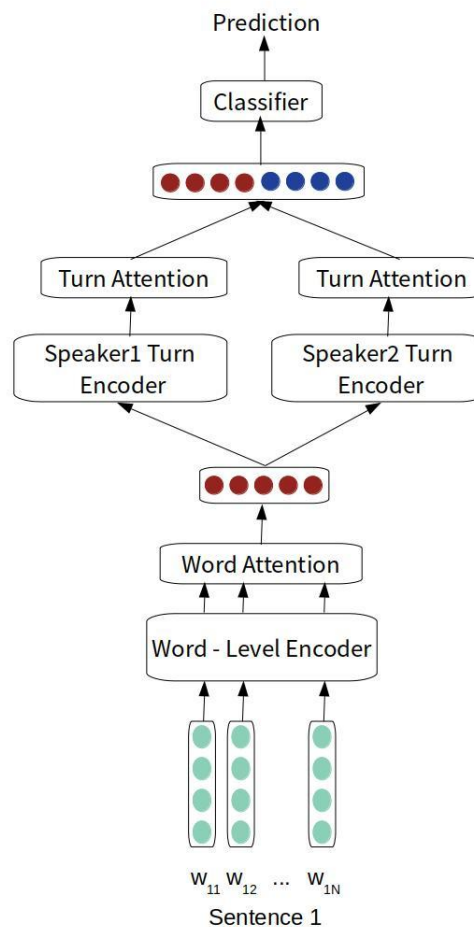 Prediction
Classifier
Turn Attention Turn Attention
Speaker1 Turn Encoder
Speaker2 Turn Encoder
Word Attention
Word - Level Encoder
w11 w12 ... w1N
Sentence 1